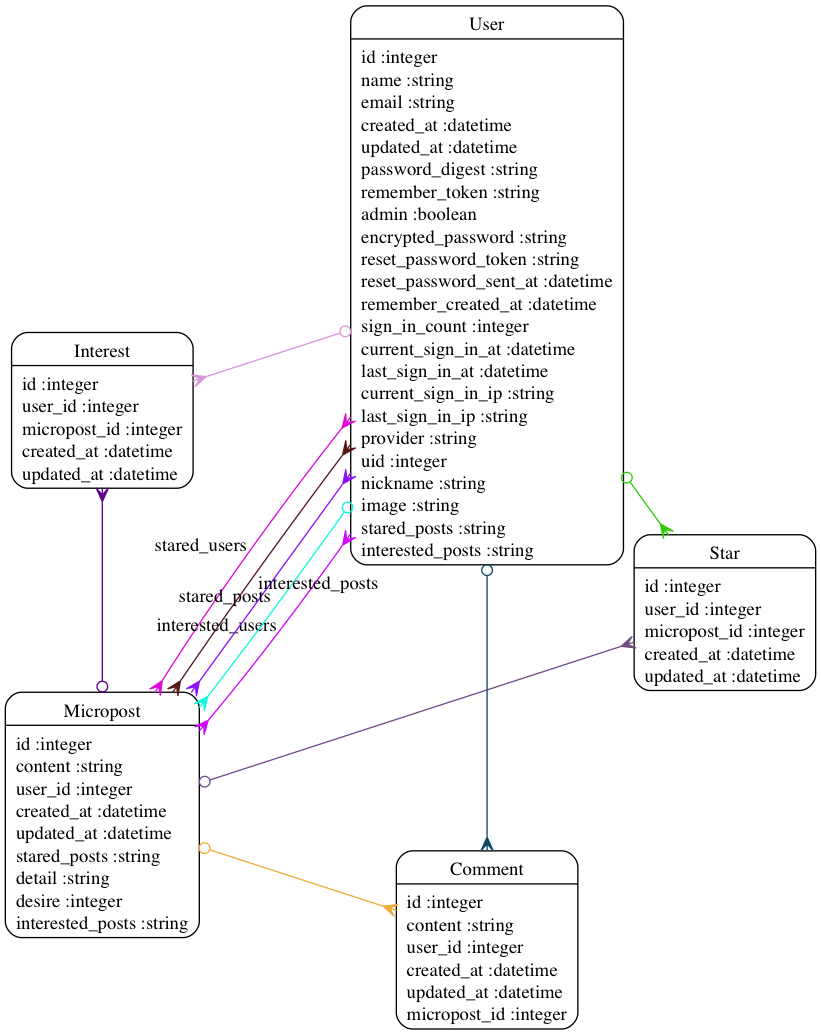 User
id :integer
name :string
email :string
created_at :datetime
updated_at :datetime
password_digest :string
remember_token :string
admin :boolean
encrypted_password :string
reset_password_token :string
reset_password_sent_at :datetime
remember_created_at :datetime
sign_in_count :integer
current_sign_in_at :datetime
last_sign_in_at :datetime
current_sign_in_ip :string
last_sign_in_ip :string
provider :string
uid :integer
nickname :string
image :string
stared_posts :string
interested_posts :string
Interest
id :integer
user_id :integer
micropost_id :integer
created_at :datetime
updated_at :datetime
stared_users
interested_posts
stared_posts
interested_users
Star
id :integer
user_id :integer
micropost_id :integer
created_at :datetime
updated_at :datetime
Micropost
id :integer
content :string
user_id :integer
created_at :datetime
updated_at :datetime
stared_posts :string
detail :string
desire :integer
interested_posts :string
Comment
id :integer
content :string
user_id :integer
created_at :datetime
updated_at :datetime
micropost_id :integer